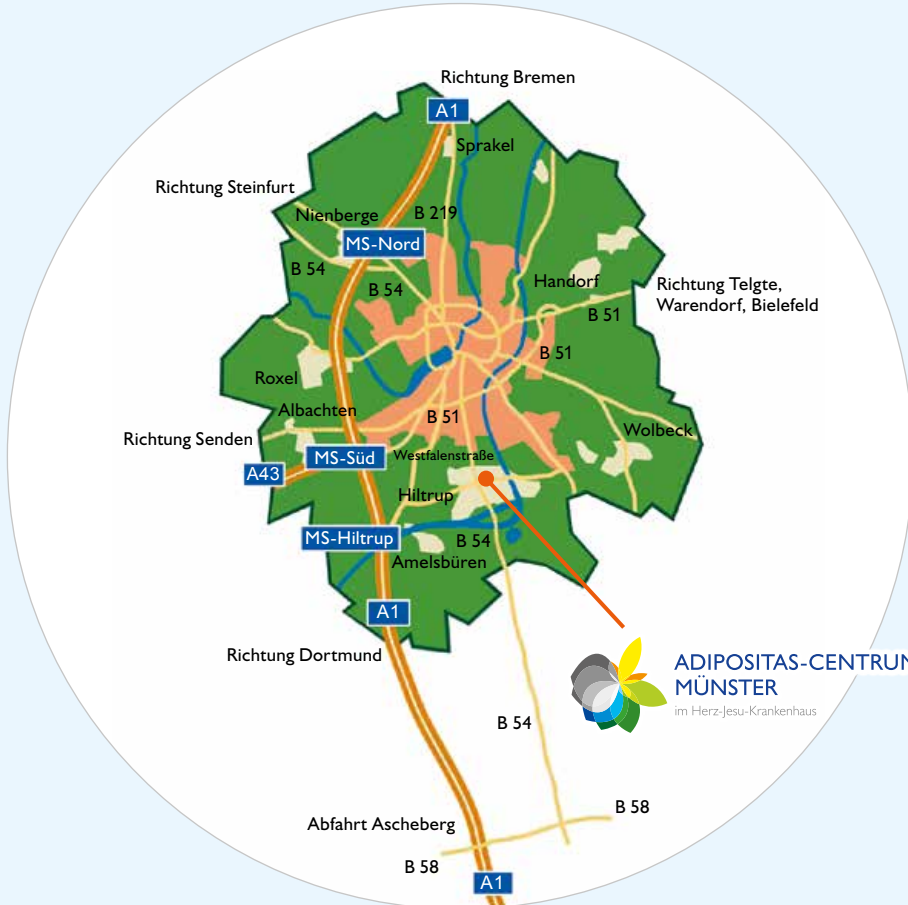 Richtung Bremen
A1
Sprakel
Richtung Steinfurt
Nienberge
B 219
MS-Nord
B 54
B 54
Handorf
Richtung Telgte,
Warendorf, Bielefeld
B 51
B 51
Roxel
Albachten
B 51
Richtung Senden
Wolbeck
MS-Süd
Westfalenstraße
A43
Hiltrup
MS-Hiltrup
B 54
Amelsbüren
A1
Richtung Dortmund
ADIPOSITAS-CENTRUM
MÜNSTER
im Herz-Jesu-Krankenhaus
B 54
Abfahrt Ascheberg
B 58
B 58
A1